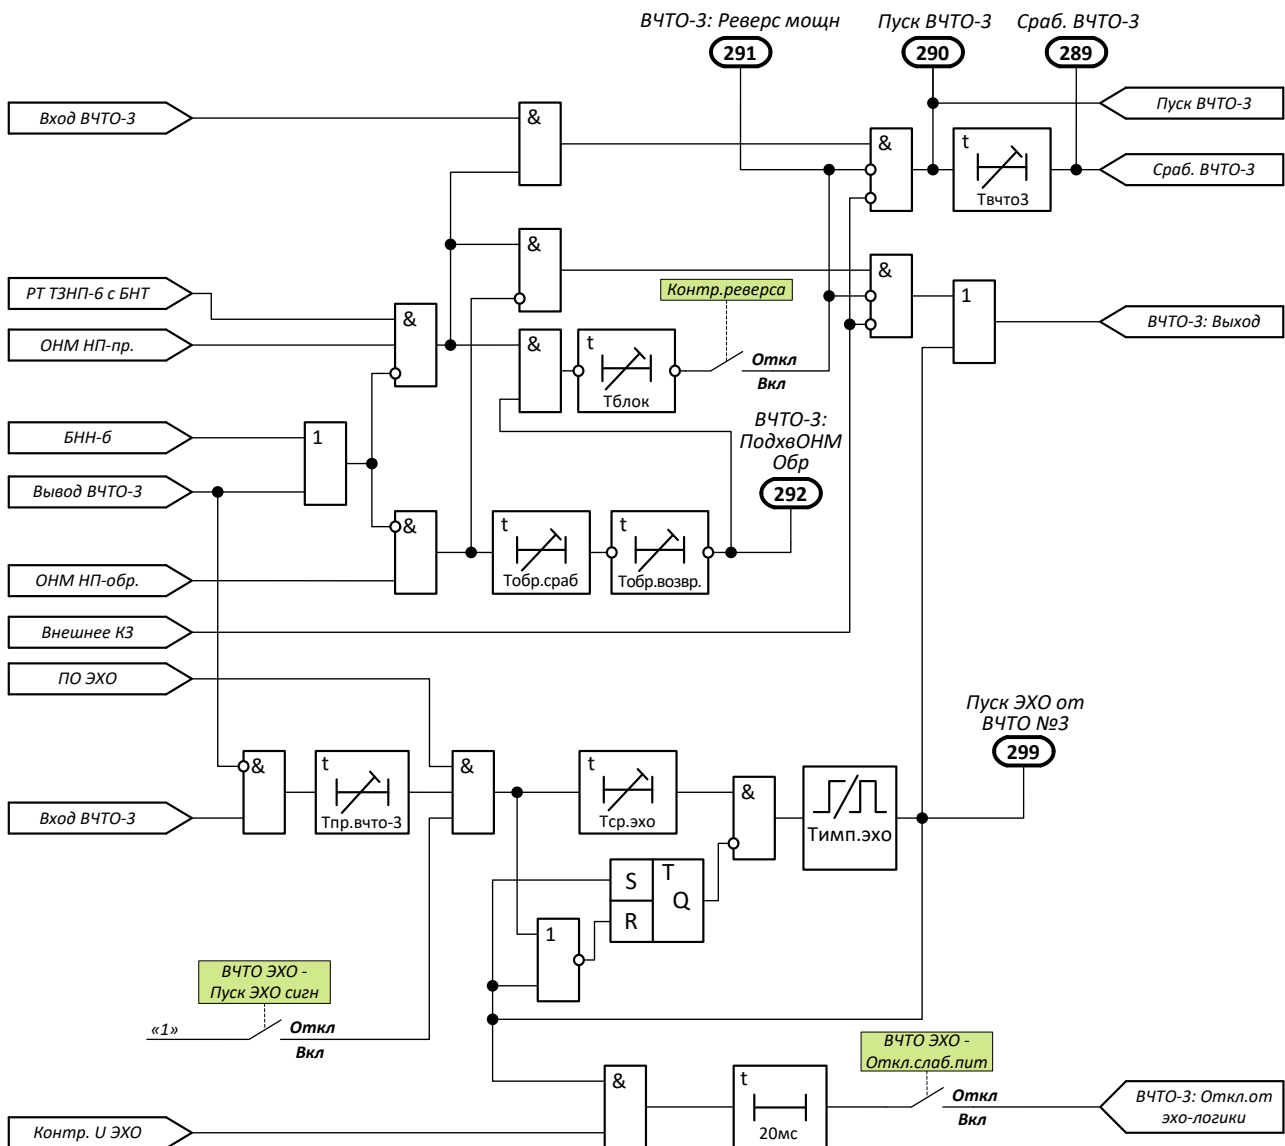 ВЧТО-3: Реверс мощн
Пуск ВЧТО-3
Сраб. ВЧТО-3
291
290
289
Вход ВЧТО-3
&
&
Пуск ВЧТО-3
t
Твчто3
Сраб. ВЧТО-3
&
&
РТ ТЗНП-6 с БНТ
ОНМ НП-пр.
&
&
t
Тблок
Контр.реверса
Откл
Вкл
1
ВЧТО-3: Выход
БНН-б
Вывод ВЧТО-3
1
ВЧТО-3:
ПодхвОНМ
Обр
292
&
t
Тобр.сраб
t
Тобр.возвр.
ОНМ НП-обр.
Внешнее КЗ
ПО ЭХО
Пуск ЭХО от
ВЧТО №3
299
&
t
Тпр.вчто-3
&
t
Тср.эхо
&
Тимп.эхо
Вход ВЧТО-3
S
T
Q
R
1
ВЧТО ЭХО -
Пуск ЭХО сигн
«1»
Откл
Вкл
ВЧТО ЭХО -
Откл.слаб.пит
&
t
20мс
Откл
Вкл
ВЧТО-3: Откл.от
эхо-логики
Контр. U ЭХО